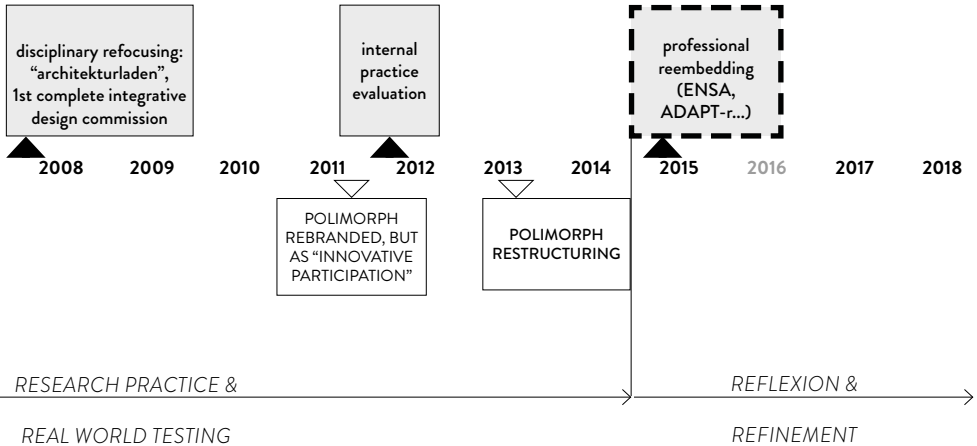 disciplinary refocusing:
“architekturladen”,
1st complete integrative
design commission
internal
practice
evaluation
professional
reembedding
(ENSA,
ADAPT-r...)
2008 2009 2010 2011 2012 2013 2014 2015 2016 2017 2018
POLIMORPH
REBRANDED, BUT
AS “INNOVATIVE
PARTICIPATION”
POLIMORPH
RESTRUCTURING
RESEARCH PRACTICE &
REAL WORLD TESTING
REFLEXION &
REFINEMENT